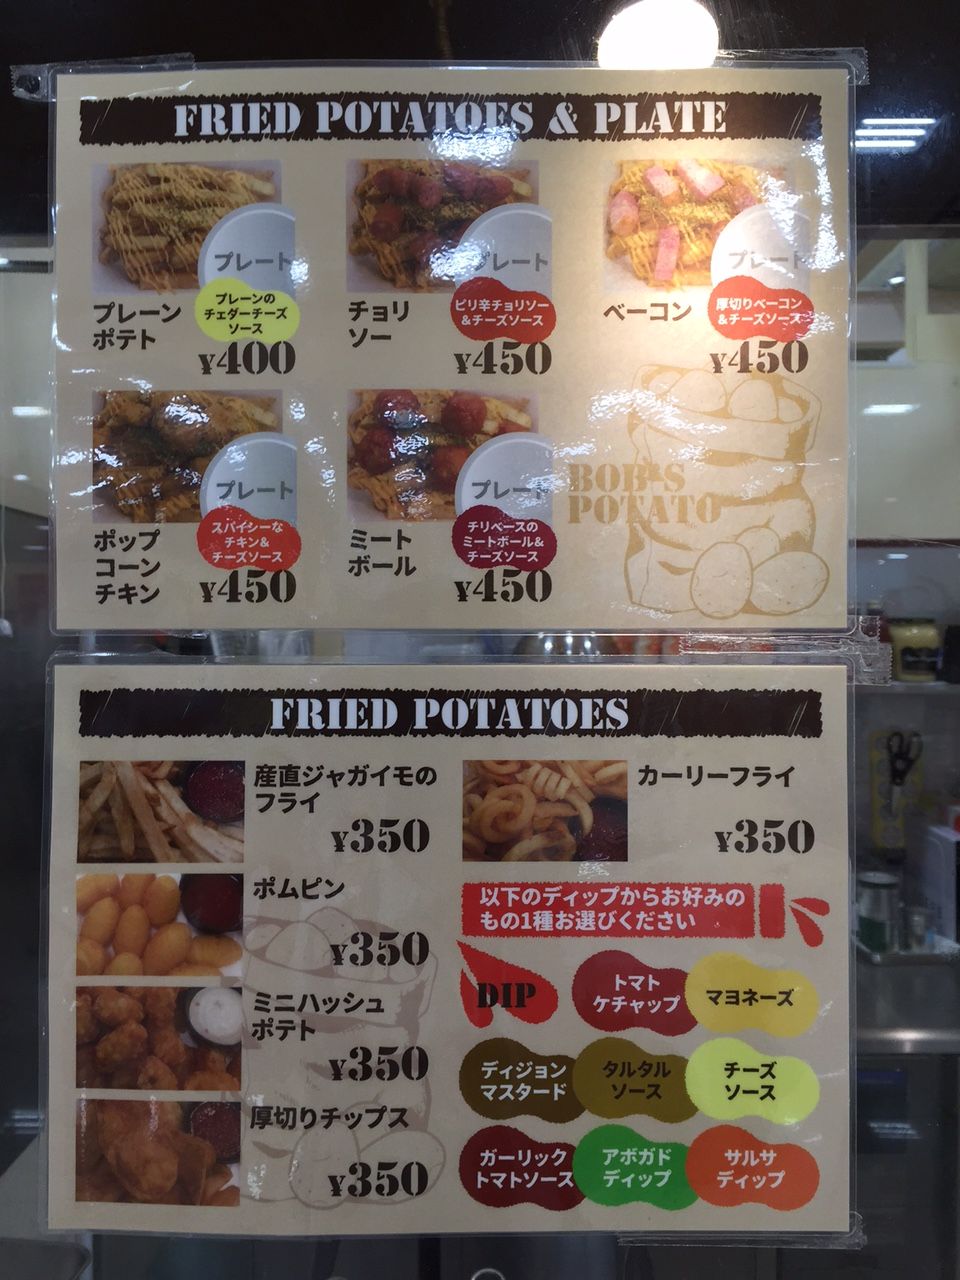 FRIED POTATOES & PLATE
プレート
プレーン
ポテト
プレーンの
チェダーチーズ
ソース
¥400
プレート
チョリ
ソー
ピリ辛チョリソー
&チーズソース
¥450
プレート
ベーコン
厚切りベーコン
&チーズソース
¥450
プレート
ポップ
コーン
チキン
スパイシーな
チキン&
チーズソース
¥450
プレート
ミート
ボール
チリベースの
ミートボール&
チーズソース
¥450
BOB'S
POTATO
FRIED POTATOES
産直ジャガイモの
フライ
¥350
カーリーフライ
¥350
ポムピン
¥350
ミニハッシュ
ポテト
¥350
厚切りチップス
¥350
以下のディップからお好みの
もの1種お選びください
DIP
トマト
ケチャップ
マヨネーズ
ディジョン
マスタード
タルタル
ソース
チーズ
ソース
ガーリック
トマトソース
アボガド
ディップ
サルサ
ディップ